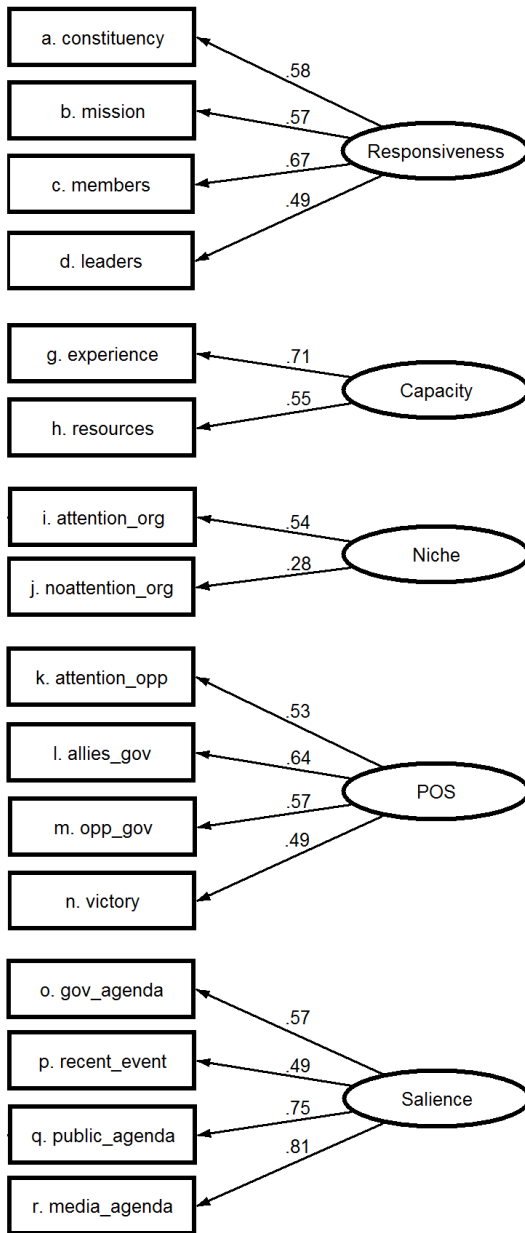 a. constituency
.58
b. mission
.57
Responsiveness
.67
c. members
.49
d. leaders
g. experience
.71
Capacity
.55
h. resources
i. attention_org
.54
Niche
.28
j. noattention_org
k. attention_opp
.53
l. allies_gov
.64
POS
.57
m. opp_gov
.49
n. victory
o. gov_agenda
.57
p. recent_event
.49
Salience
.75
q. public_agenda
.81
r. media_agenda